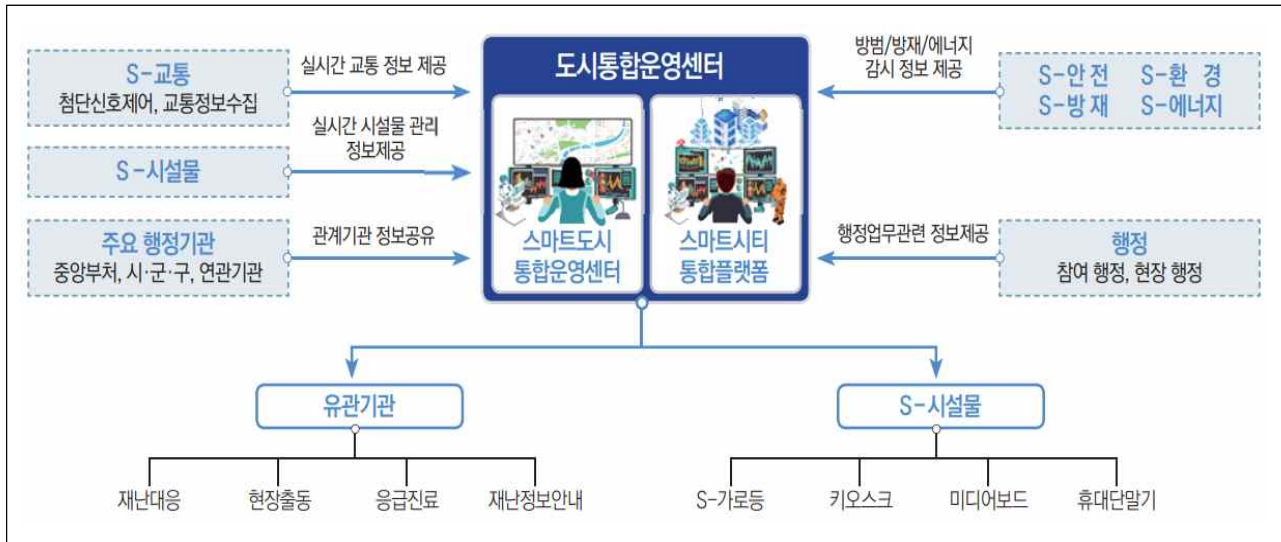 S-교통
첨단신호제어, 교통정보수집
실시간 교통 정보 제공
S-시설물
실시간 시설물 관리
정보제공
주요 행정기관
중앙부처, 시·군·구, 연관기관
관계기관 정보공유
도시통합운영센터
스마트도시
통합운영센터
스마트시티
통합플랫폼
방범/방재/에너지
감시 정보 제공
S-안전 S-환 경
S-방재 S-에너지
행정업무관련 정보제공
행정
참여 행정, 현장 행정
유관기관
재난대응 현장출동 응급진료 재난정보안내
S-시설물
S-가로등 키오스크 미디어보드 휴대단말기